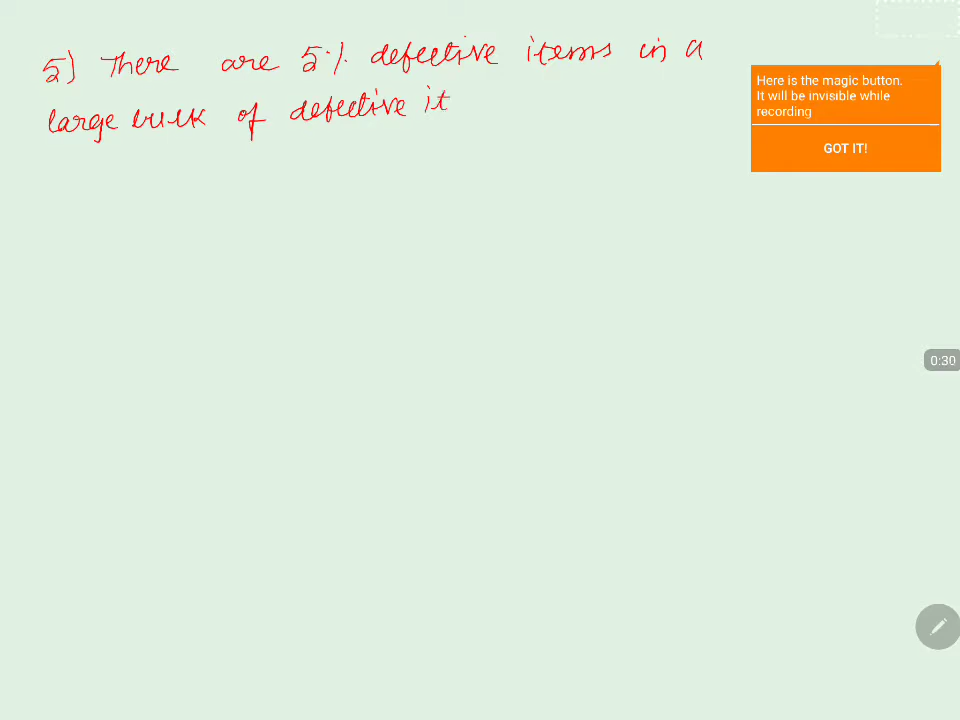 5) There are 5% defective items in a
large bulk of defective it
Here is the magic button.
It will be invisible while
recording
GOT IT!
0:30